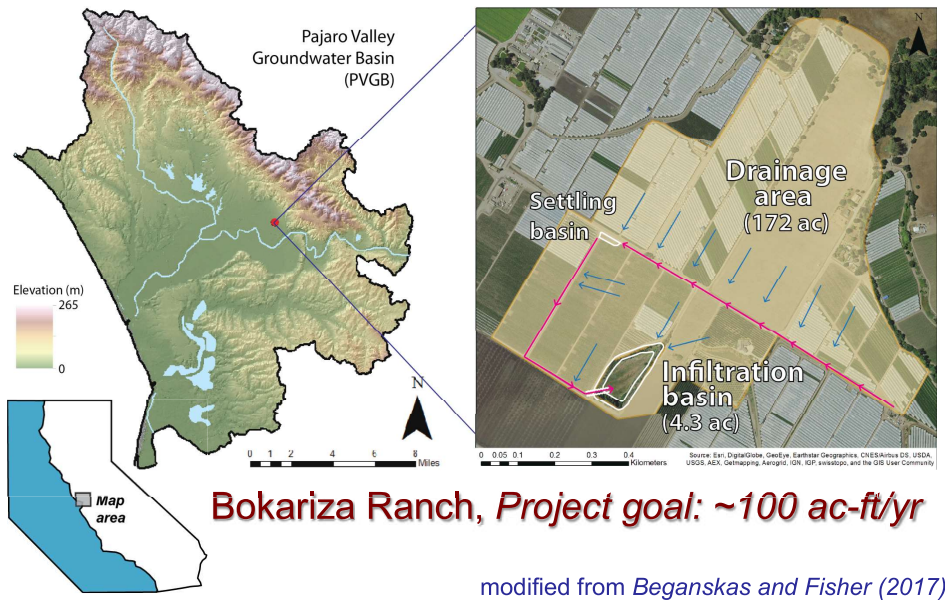 Pajaro Valley
Groundwater Basin
(PVGB)
Elevation (m)
265
0
N
0 1 2 4 6 8
Miles
Map
area
N
Drainage
area
(172 ac)
Settling
basin
Infiltration
basin
(4.3 ac)
0 0.05 0.1 0.2 0.3 0.4
Kilometers
Source: Esri, DigitalGlobe, GeoEye, Earthstar Geographics, CNES/Airbus DS, USDA,
USGS, AEX, Getmapping, Aerogrid, IGN, IGP, swisstopo, and the GIS User Community
Bokariza Ranch, Project goal: ~100 ac-ft/yr
modified from Beganskas and Fisher (2017)